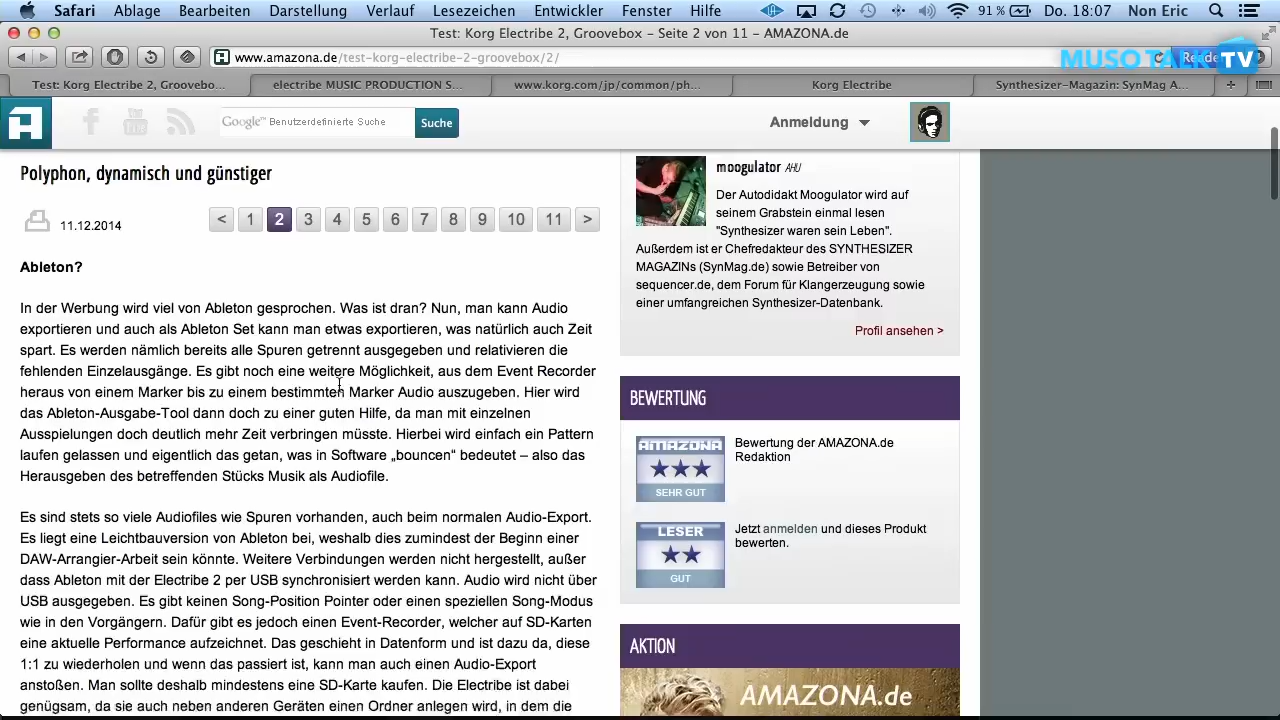 Safari Ablage Bearbeiten Darstellung Verlauf Lesezeichen Entwickler Fenster Hilfe 91% Do. 18:07 Non Eric
Test: Korg Electribe 2, Groovebox - Seite 2 von 11 – AMAZONA.de
www.amazona.de/test-korg-electribe-2-groovebox/2/
Reader
MUSOTALK TV
Test: Korg Electribe 2, Groovebo...
electribe MUSIC PRODUCTION S...
www.korg.com/jp/common/ph...
Korg Electribe
Synthesizer-Magazin: SynMag A...
Google™ Benutzerdefinierte Suche
Suche
Anmeldung
Polyphon, dynamisch und günstiger
11.12.2014
< 1 2 3 4 5 6 7 8 9 10 11 >
Ableton?
In der Werbung wird viel von Ableton gesprochen. Was ist dran? Nun, man kann Audio
exportieren und auch als Ableton Set kann man etwas exportieren, was natürlich auch Zeit
spart. Es werden nämlich bereits alle Spuren getrennt ausgegeben und relativieren die
fehlenden Einzelausgänge. Es gibt noch eine weitere Möglichkeit, aus dem Event Recorder
heraus von einem Marker bis zu einem bestimmten Marker Audio auszugeben. Hier wird
das Ableton-Ausgabe-Tool dann doch zu einer guten Hilfe, da man mit einzelnen
Ausspielungen doch deutlich mehr Zeit verbringen müsste. Hierbei wird einfach ein Pattern
laufen gelassen und eigentlich das getan, was in Software „bouncen“ bedeutet – also das
Herausgeben des betreffenden Stücks Musik als Audiofile.
Es sind stets so viele Audiofiles wie Spuren vorhanden, auch beim normalen Audio-Export.
Es liegt eine Leichtbauversion von Ableton bei, weshalb dies zumindest der Beginn einer
DAW-Arrangier-Arbeit sein könnte. Weitere Verbindungen werden nicht hergestellt, außer
dass Ableton mit der Electribe 2 per USB synchronisiert werden kann. Audio wird nicht über
USB ausgegeben. Es gibt keinen Song-Position Pointer oder einen speziellen Song-Modus
wie in den Vorgängern. Dafür gibt es jedoch einen Event-Recorder, welcher auf SD-Karten
eine aktuelle Performance aufzeichnet. Das geschieht in Datenform und ist dazu da, diese
1:1 zu wiederholen und wenn das passiert ist, kann man auch einen Audio-Export
anstoßen. Man sollte deshalb mindestens eine SD-Karte kaufen. Die Electribe ist dabei
genügsam, da sie auch neben anderen Geräten einen Ordner anlegen wird, in dem die
moogulator AHU
Der Autodidakt Moogulator wird auf
seinem Grabstein einmal lesen
"Synthesizer waren sein Leben".
Außerdem ist er Chefredakteur des SYNTHESIZER
MAGAZINs (SynMag.de) sowie Betreiber von
sequencer.de, dem Forum für Klangerzeugung sowie
einer umfangreichen Synthesizer-Datenbank.
Profil ansehen >
BEWERTUNG
AMAZONA
SEHR GUT
Bewertung der AMAZONA.de
Redaktion
LESER
GUT
Jetzt anmelden und dieses Produkt
bewerten.
AKTION
AMAZONA.de